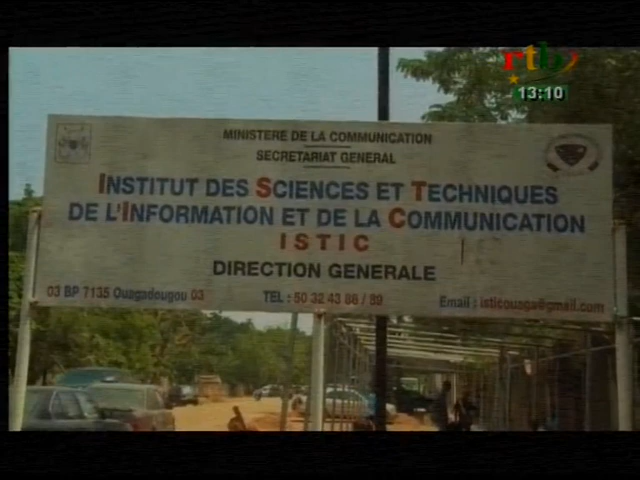 rtb
13:10
MINISTERE DE LA COMMUNICATION
SECRETARIAT GENERAL
INSTITUT DES SCIENCES ET TECHNIQUES
DE L'INFORMATION ET DE LA COMMUNICATION
ISTIC
DIRECTION GENERALE
03 BP 7135 Ouagadougou 03 TEL : 50 32 43 86 / 89 Email : isticouaga@gmail.com